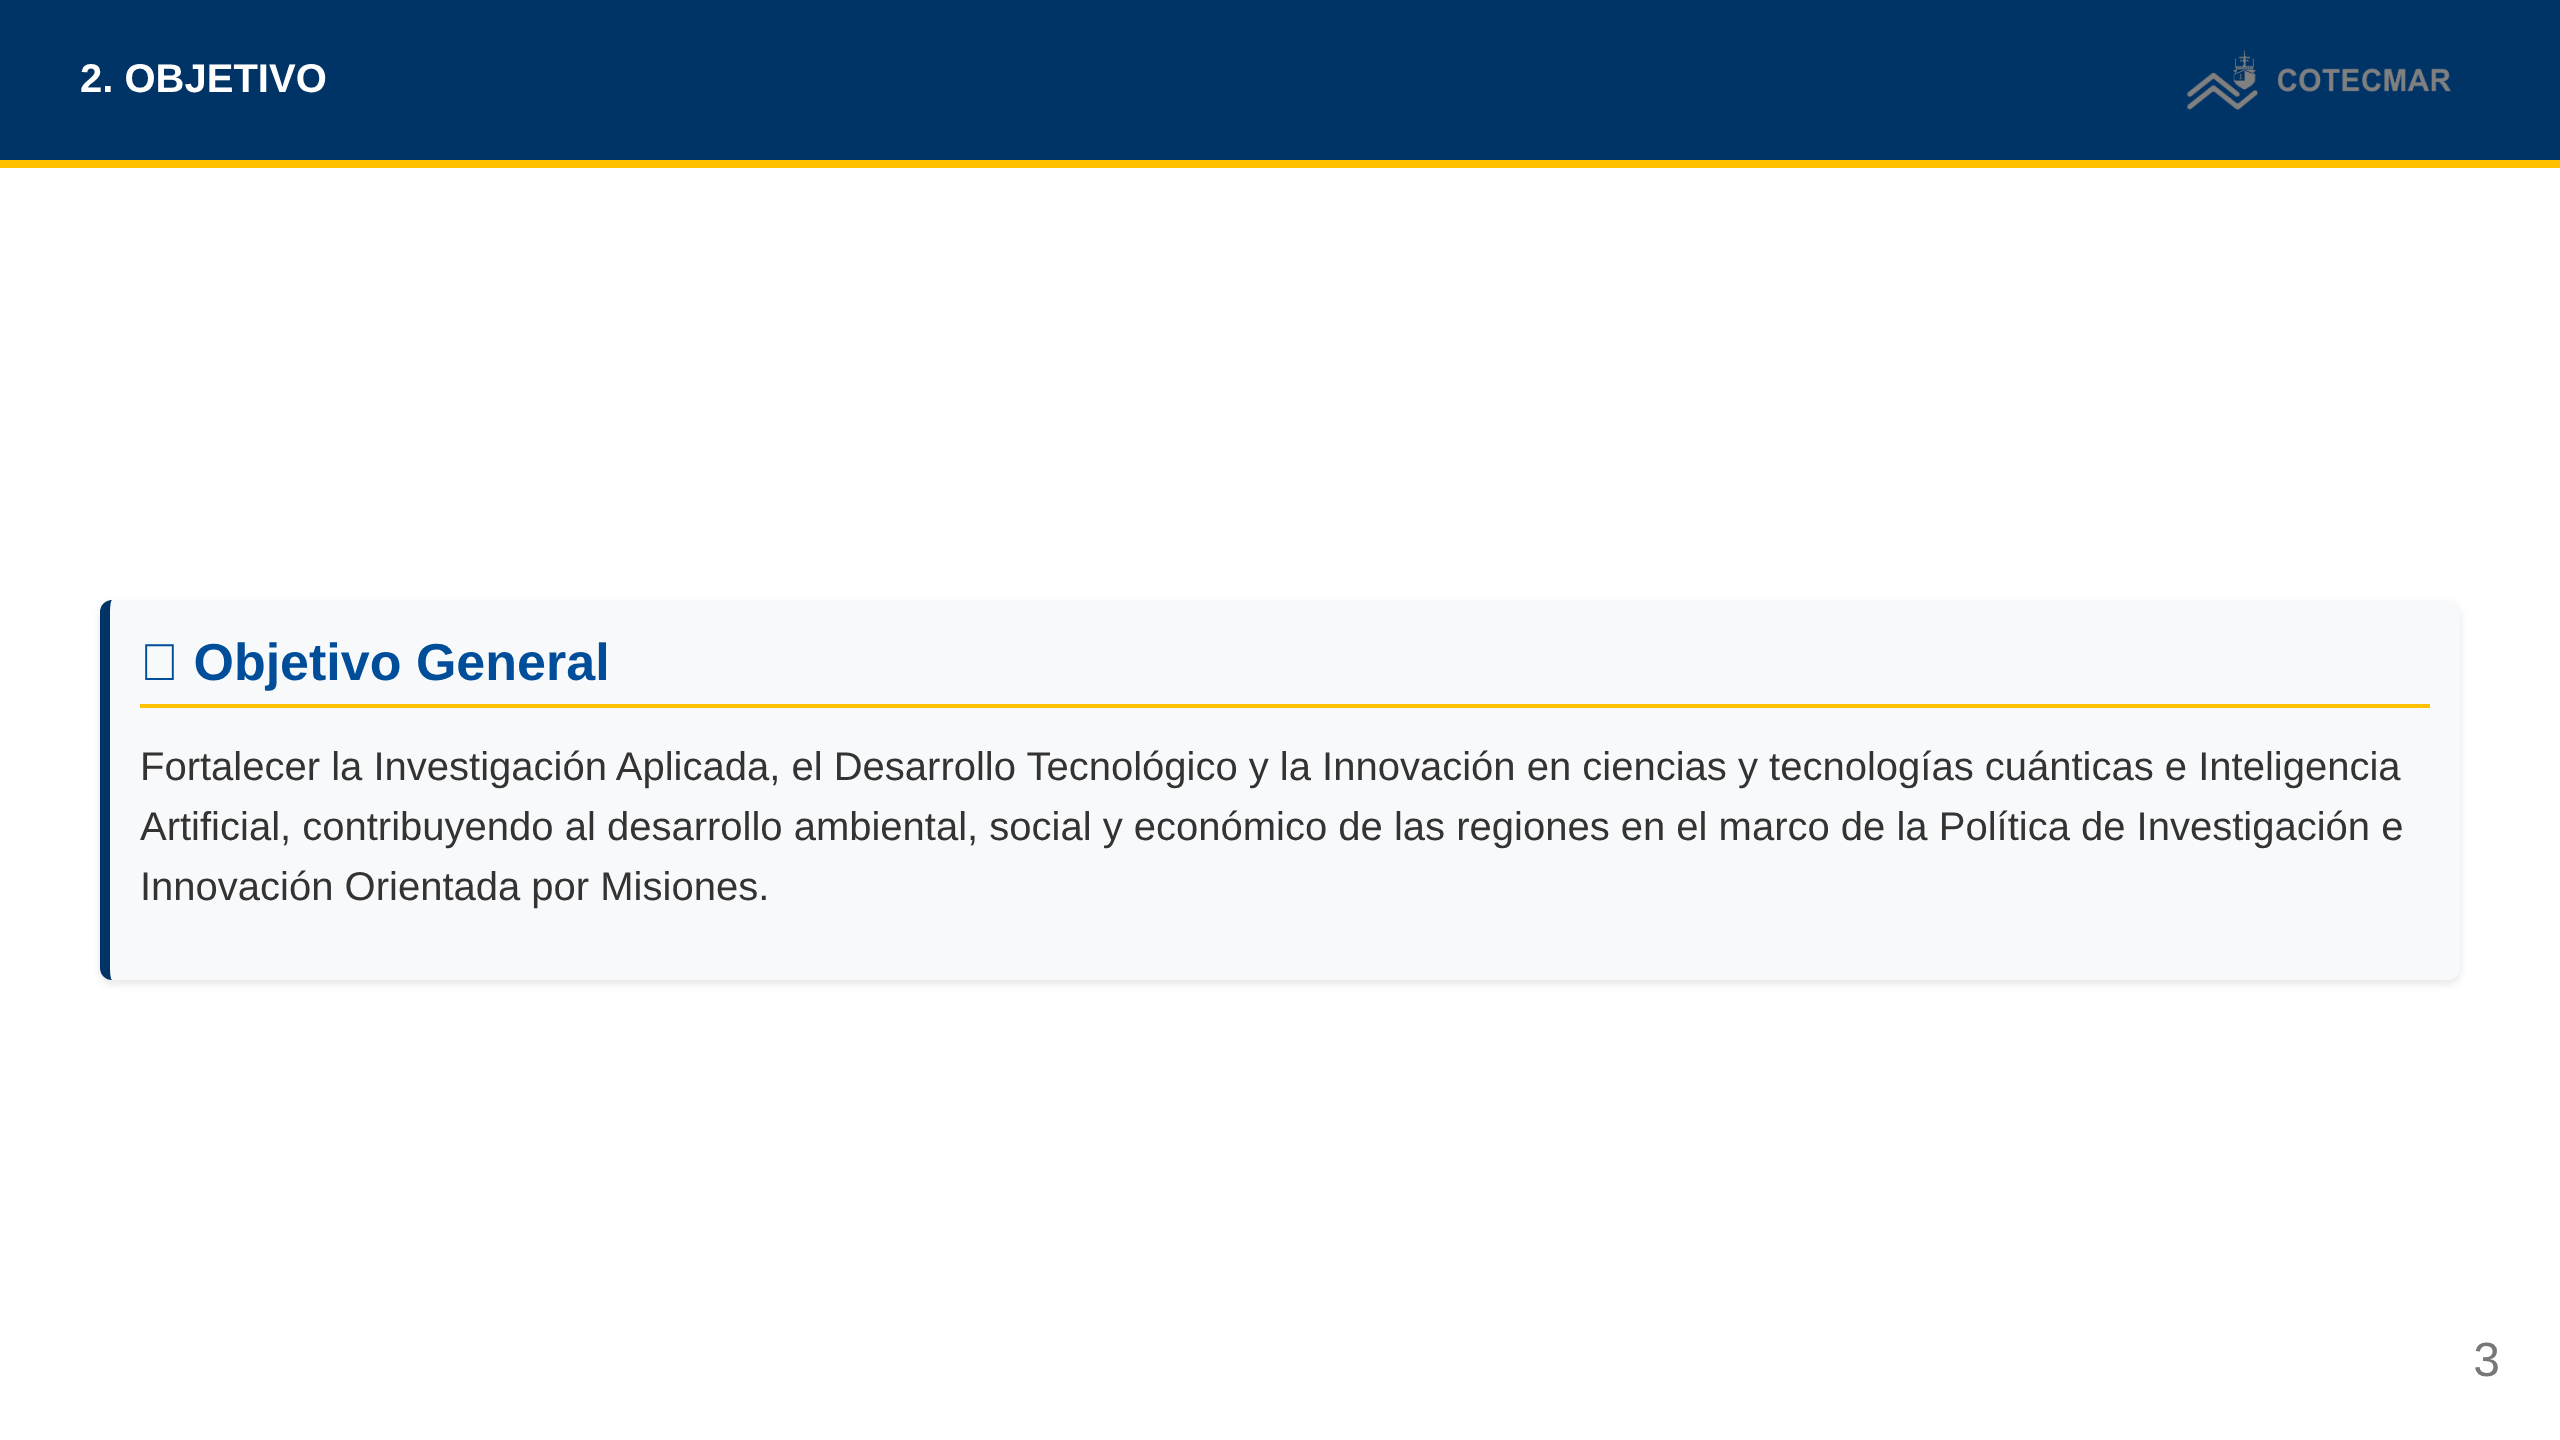 2. OBJETIVO
COTECMAR
Objetivo General
Fortalecer la Investigación Aplicada, el Desarrollo Tecnológico y la Innovación en ciencias y tecnologías cuánticas e Inteligencia
Artificial, contribuyendo al desarrollo ambiental, social y económico de las regiones en el marco de la Política de Investigación e
Innovación Orientada por Misiones.
3